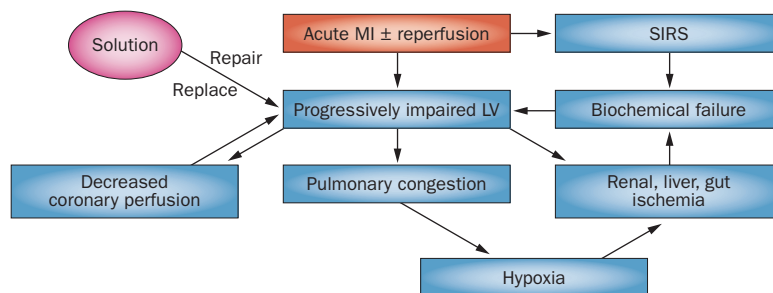 Solution
Acute MI ± reperfusion
SIRS
Repair
Replace
Progressively impaired LV
Biochemical failure
Decreased
coronary perfusion
Pulmonary congestion
Renal, liver, gut
ischemia
Hypoxia